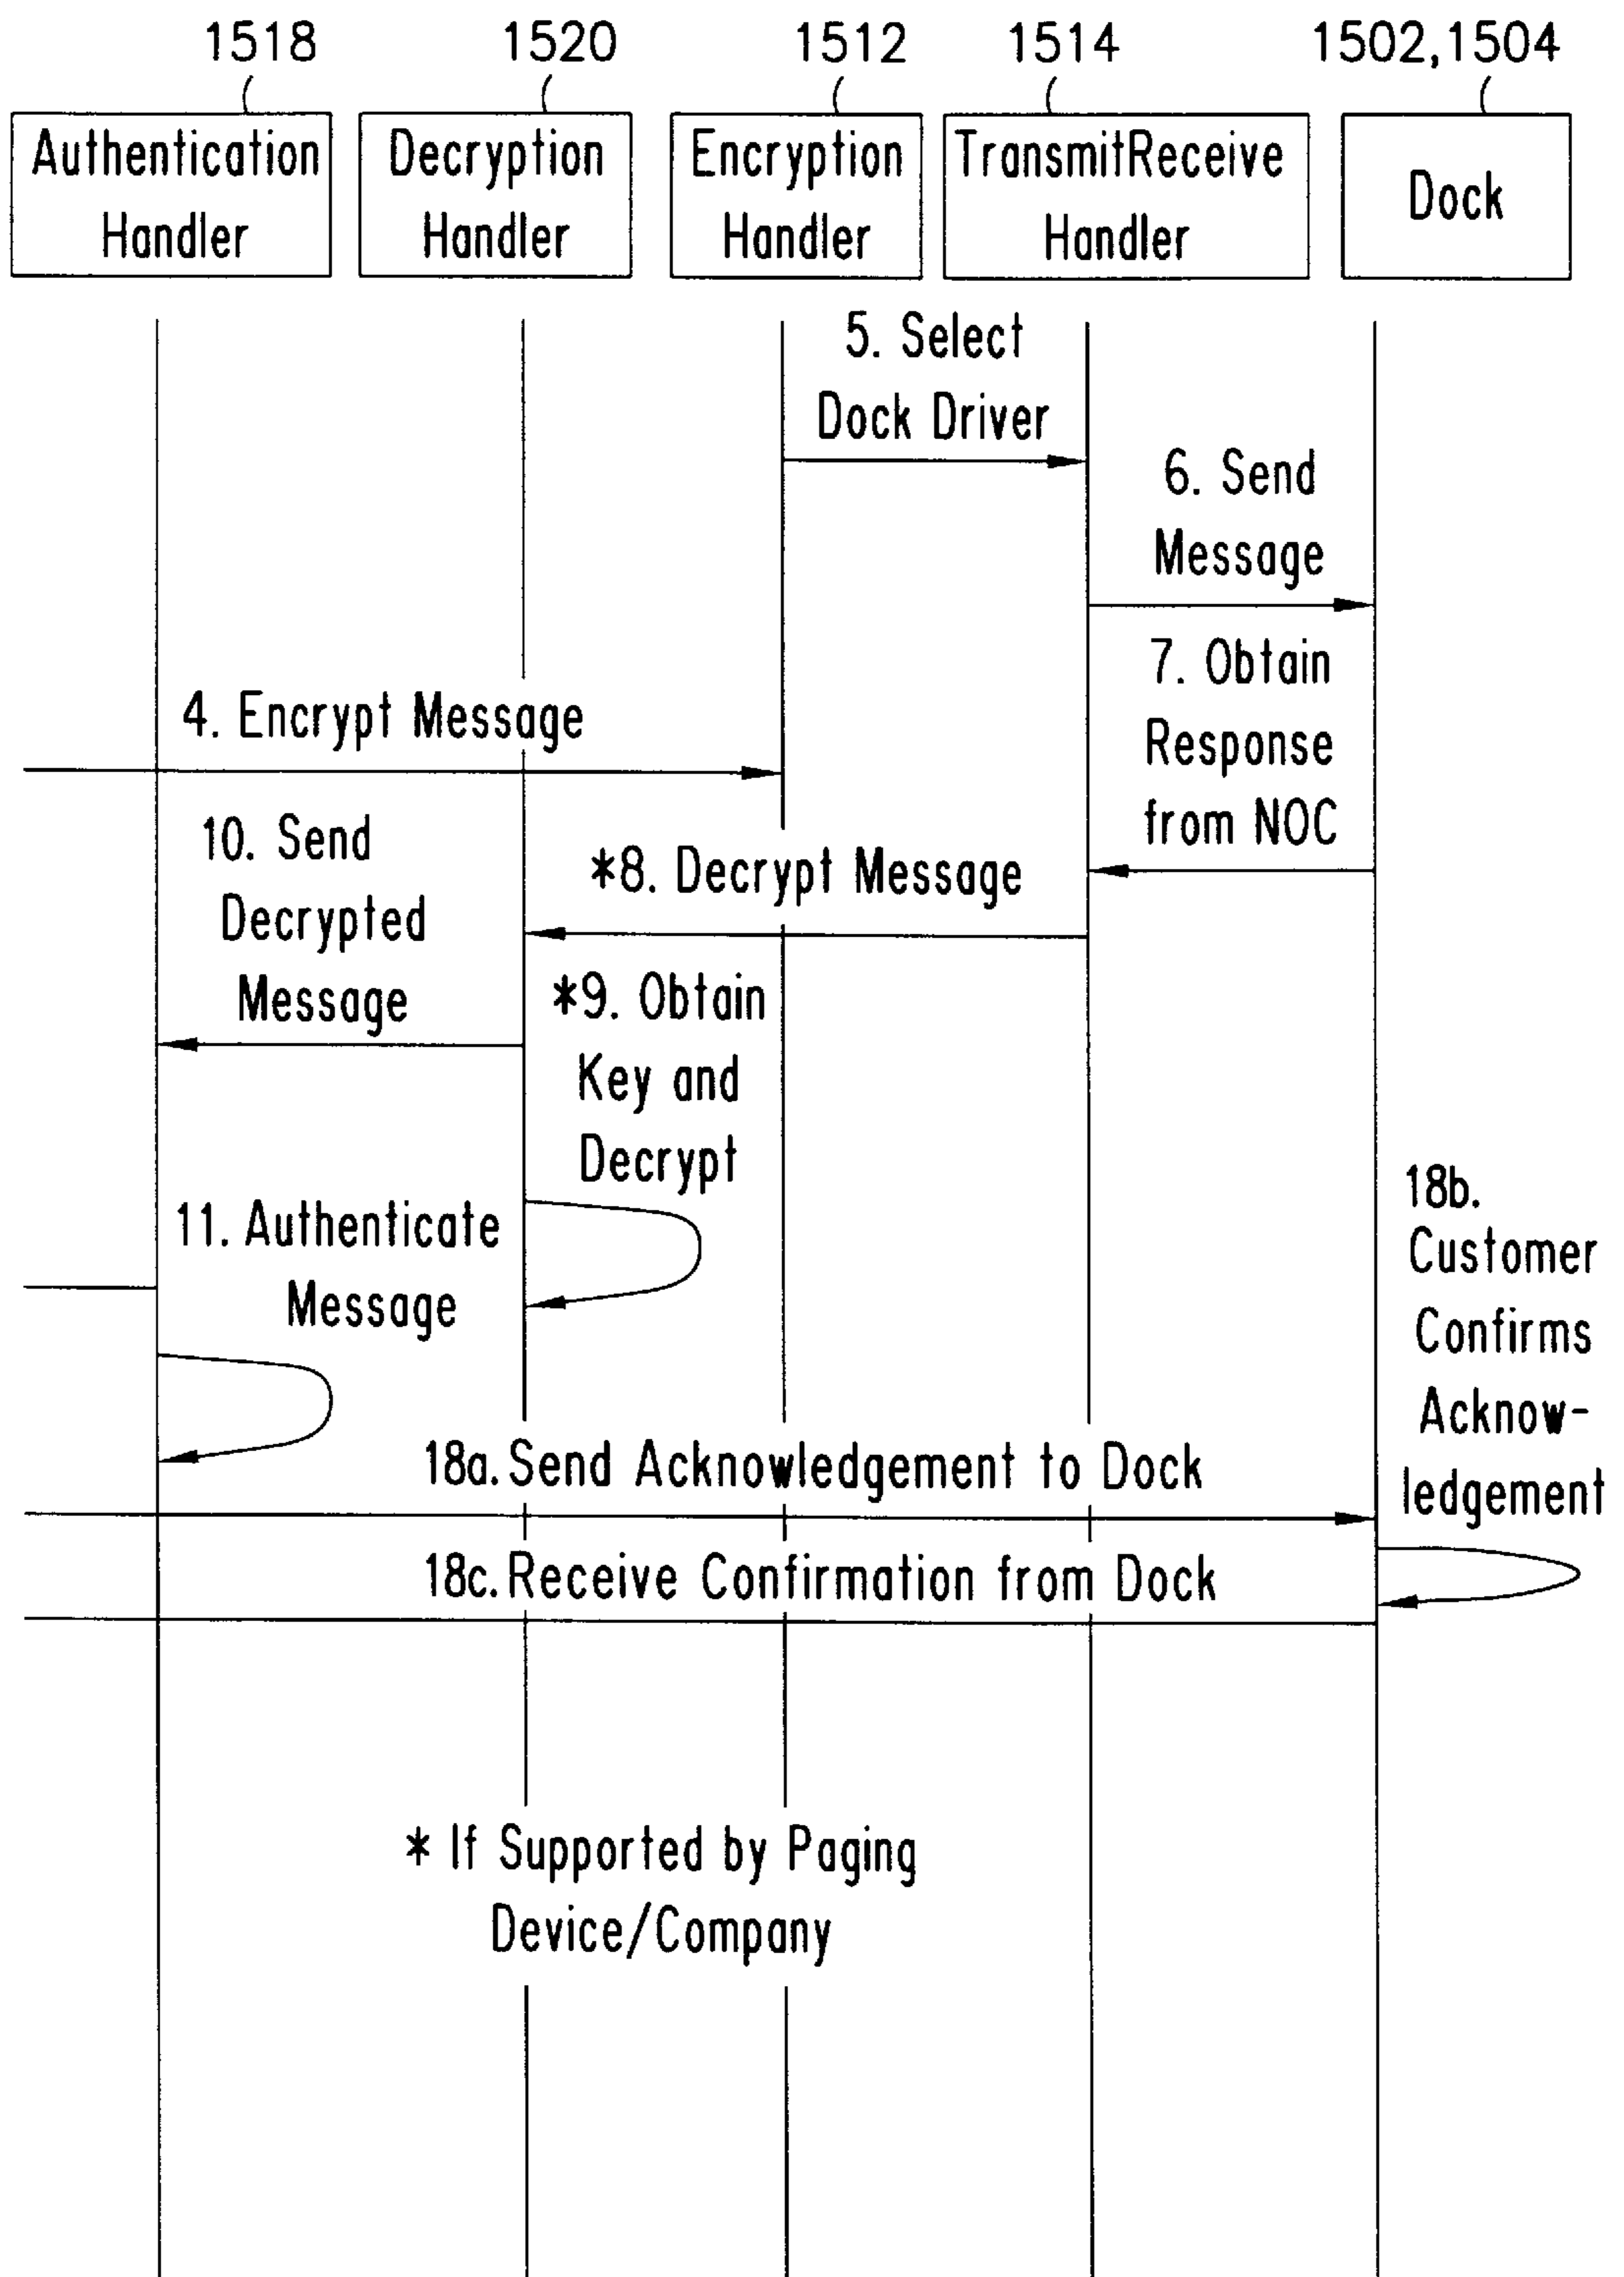 1518
1520
1512
1514
1502,1504
Authentication
Handler
Decryption
Handler
Encryption
Handler
TransmitReceive
Handler
Dock
5. Select
Dock Driver
6. Send
Message
7. Obtain
Response
from NOC
4. Encrypt Message
10. Send
Decrypted
Message
*8. Decrypt Message
*9. Obtain
Key and
Decrypt
11. Authenticate
Message
18b.
Customer
Confirms
Acknow-
ledgement
18a. Send Acknowledgement to Dock
18c. Receive Confirmation from Dock
* If Supported by Paging
Device/Company